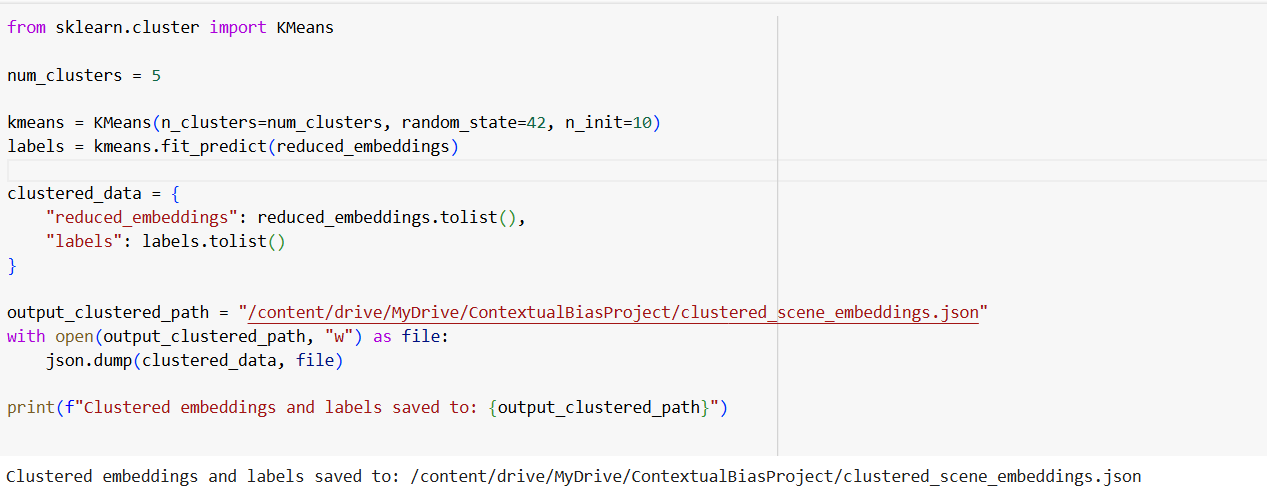 from sklearn.cluster import KMeans
num_clusters = 5
kmeans = KMeans(n_clusters=num_clusters, random_state=42, n_init=10)
labels = kmeans.fit_predict(reduced_embeddings)
clustered_data = {
    "reduced_embeddings": reduced_embeddings.tolist(),
    "labels": labels.tolist()
}
output_clustered_path = "/content/drive/MyDrive/ContextualBiasProject/clustered_scene_embeddings.json"
with open(output_clustered_path, "w") as file:
    json.dump(clustered_data, file)
print(f"Clustered embeddings and labels saved to: {output_clustered_path}")
Clustered embeddings and labels saved to: /content/drive/MyDrive/ContextualBiasProject/clustered_scene_embeddings.json